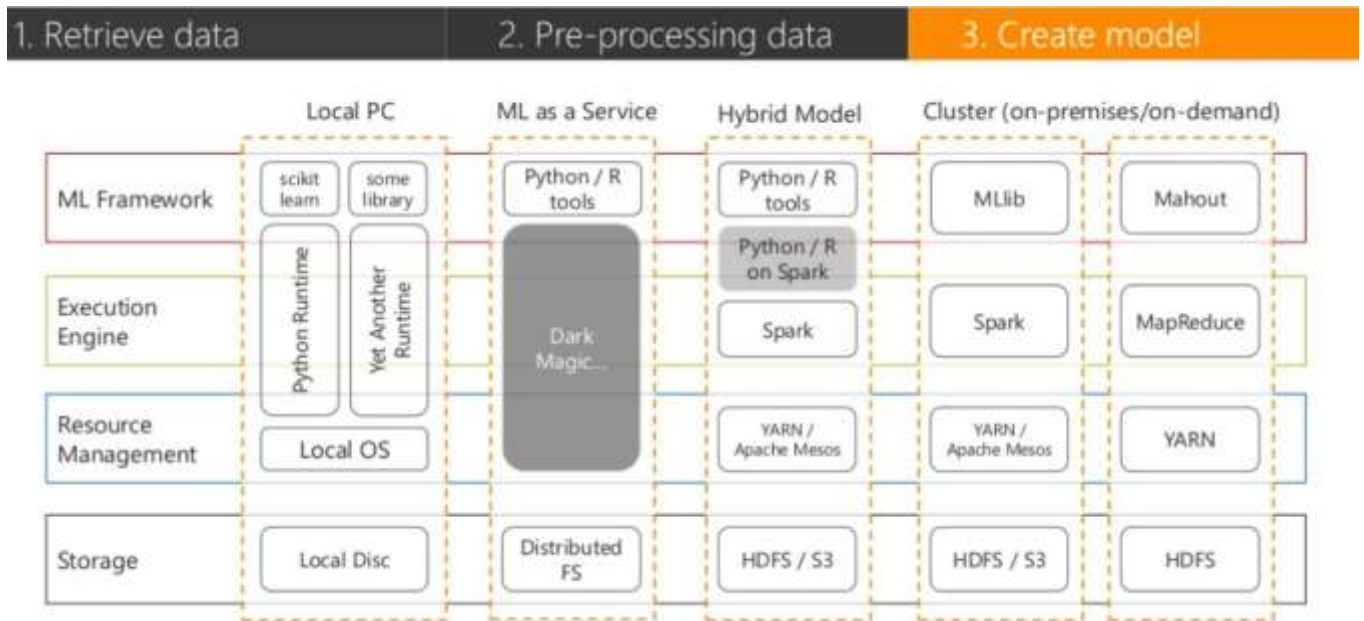 1. Retrieve data
2. Pre-processing data
3. Create model
Local PC
ML as a Service
Hybrid Model
Cluster (on-premises/on-demand)
ML Framework
scikit
learn
some
library
Python / R
tools
Python / R
tools
MLlib
Mahout
Python / R
on Spark
Execution
Engine
Python Runtime
Yet Another
Runtime
Dark
Magic...
Spark
Spark
MapReduce
Resource
Management
Local OS
YARN /
Apache Mesos
YARN /
Apache Mesos
YARN
Storage
Local Disc
Distributed
FS
HDFS / S3
HDFS / S3
HDFS